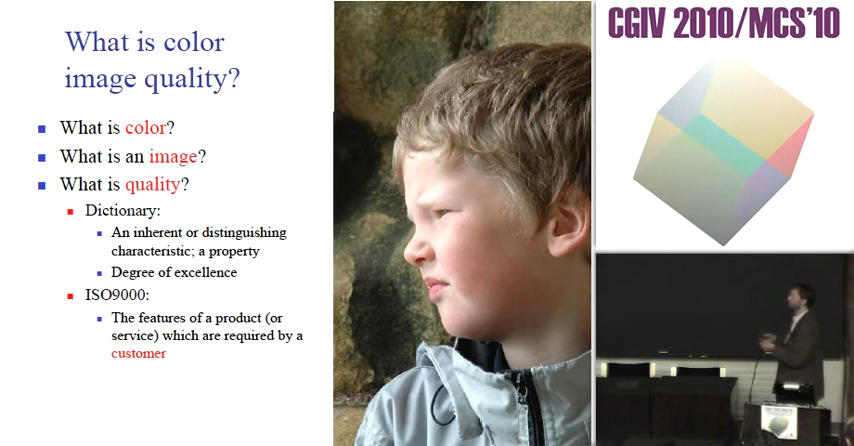 What is color
image quality?
What is color?
What is an image?
What is quality?
Dictionary:
An inherent or distinguishing
characteristic; a property
Degree of excellence
ISO9000:
The features of a product (or
service) which are required by a
customer
CGIV 2010/MCS'10